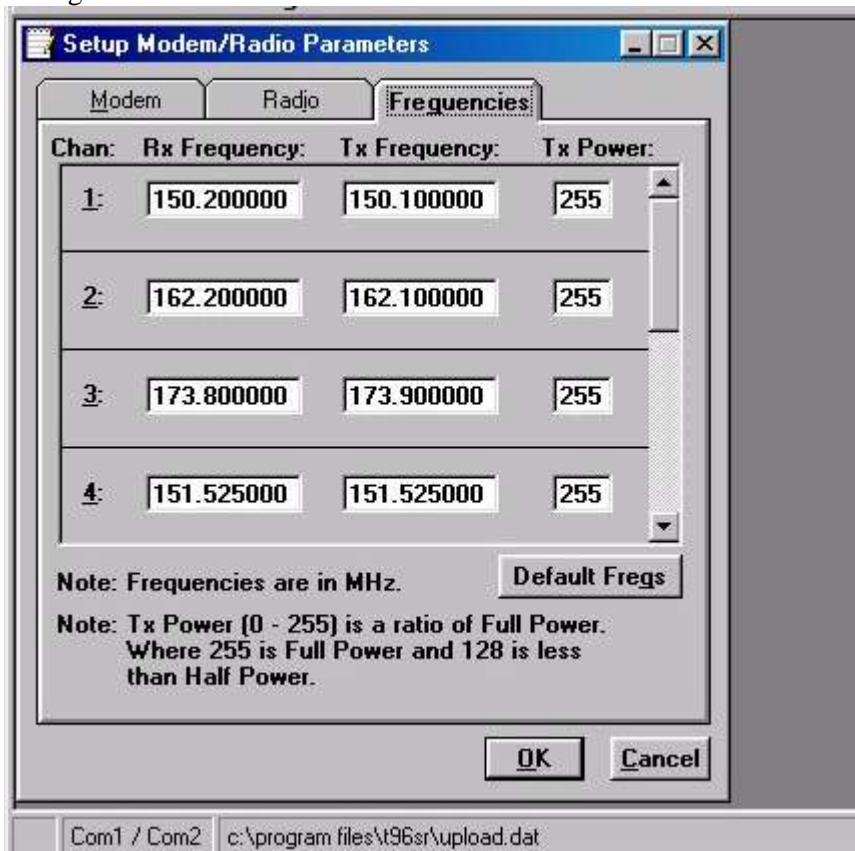 Setup Modem/Radio Parameters
Modem Radio Frequencies
Chan: Rx Frequency: Tx Frequency: Tx Power:
1: 150.200000 150.100000 255
2: 162.200000 162.100000 255
3: 173.800000 173.900000 255
4: 151.525000 151.525000 255
Default Freqs
Note: Frequencies are in MHz.
Note: Tx Power (0 - 255) is a ratio of Full Power.
Where 255 is Full Power and 128 is less
than Half Power.
OK Cancel
Com1 / Com2 c:\program files\t96sr\upload.dat